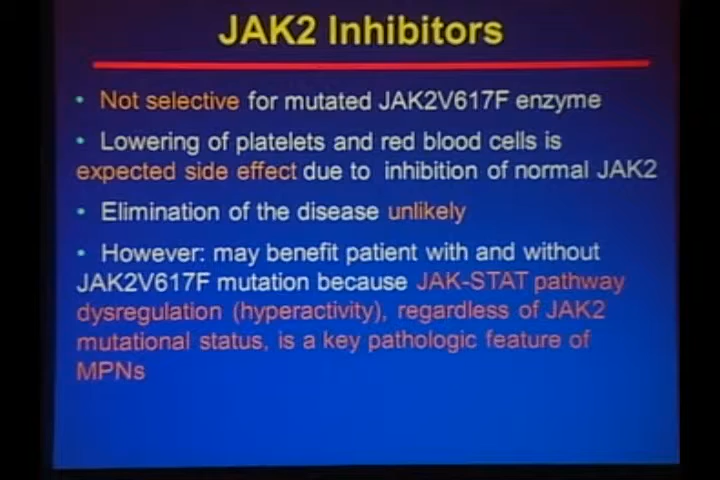 JAK2 Inhibitors
• Not selective for mutated JAK2V617F enzyme
• Lowering of platelets and red blood cells is
expected side effect due to inhibition of normal JAK2
• Elimination of the disease unlikely
• However: may benefit patient with and without
JAK2V617F mutation because JAK-STAT pathway
dysregulation (hyperactivity), regardless of JAK2
mutational status, is a key pathologic feature of
MPNs